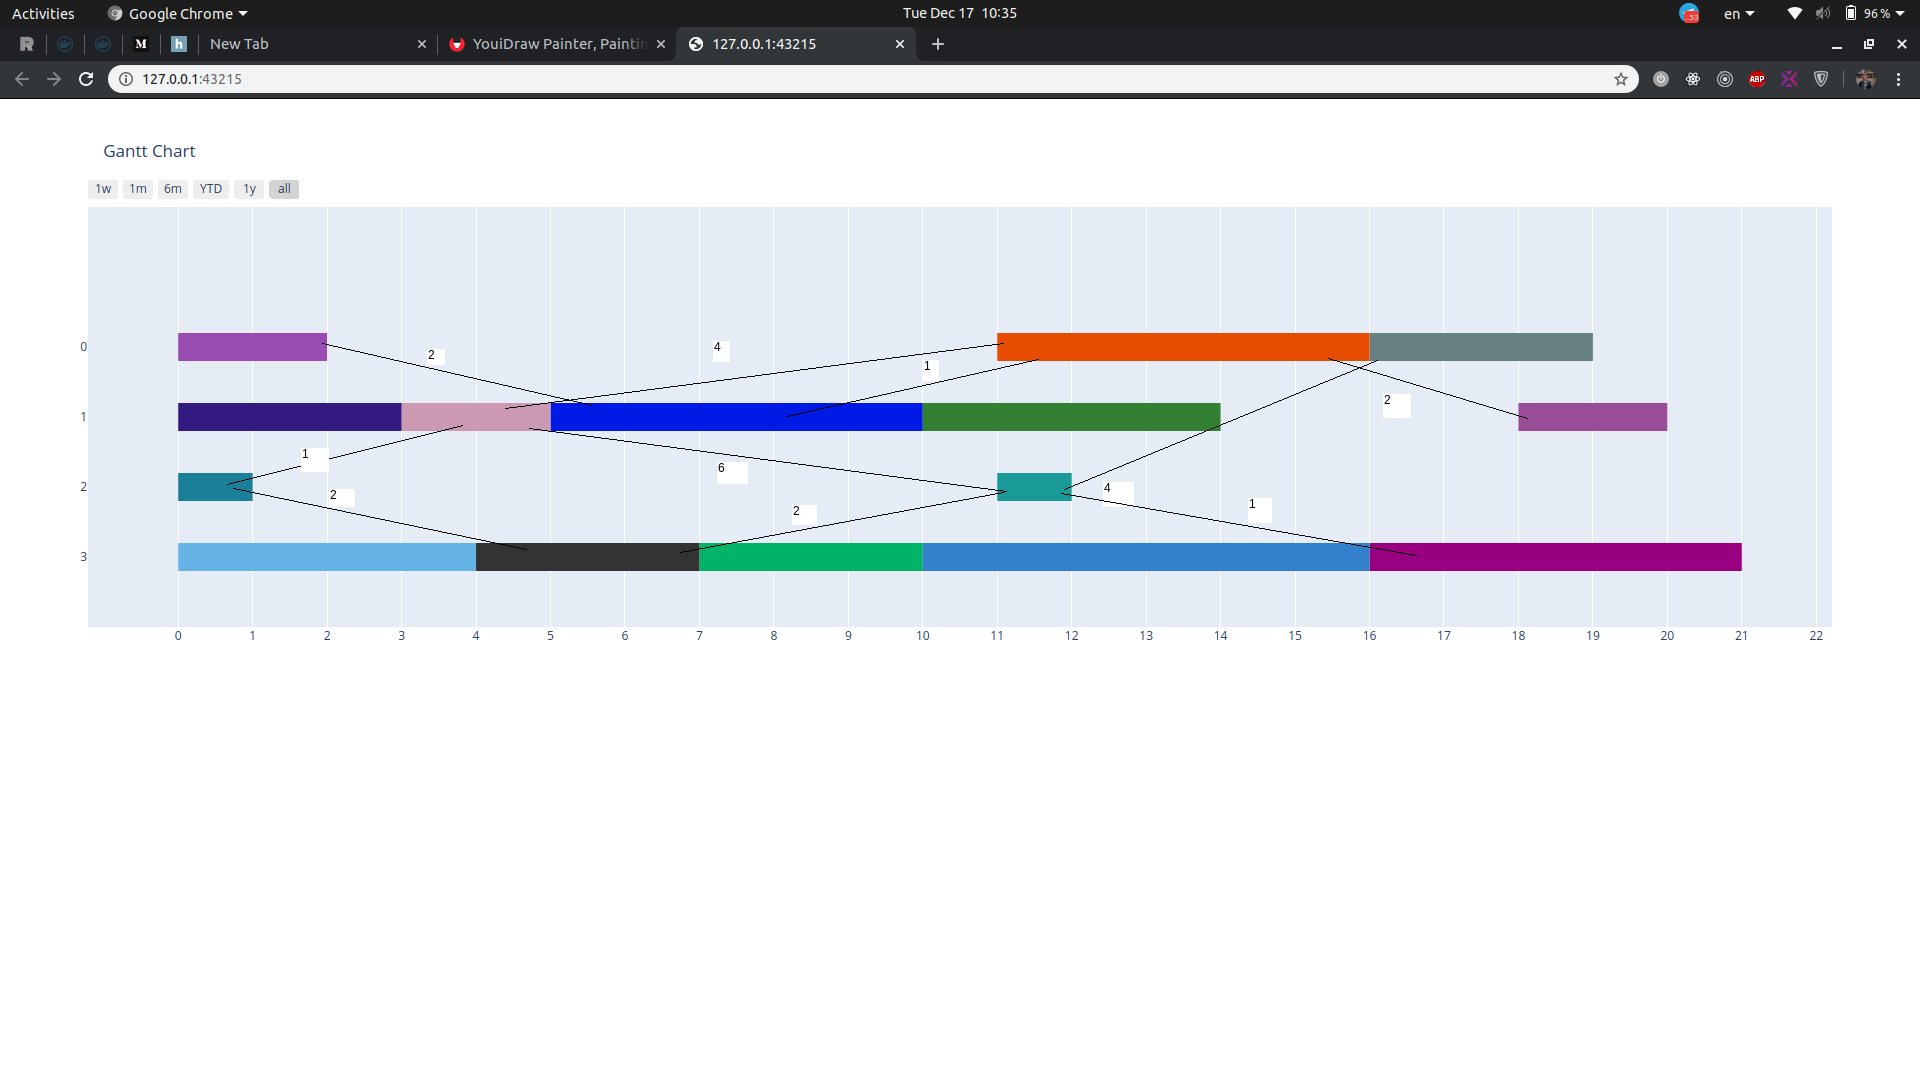 Activities Google Chrome Tue Dec 17 10:35 en 96 %
R M h New Tab YouiDraw Painter, Paintin 127.0.0.1:43215
127.0.0.1:43215 ABP
Gantt Chart
1w 1m 6m YTD 1y all
0 2 4 1
1 2
1 6
2 2 4 1
2
3
0 1 2 3 4 5 6 7 8 9 10 11 12 13 14 15 16 17 18 19 20 21 22